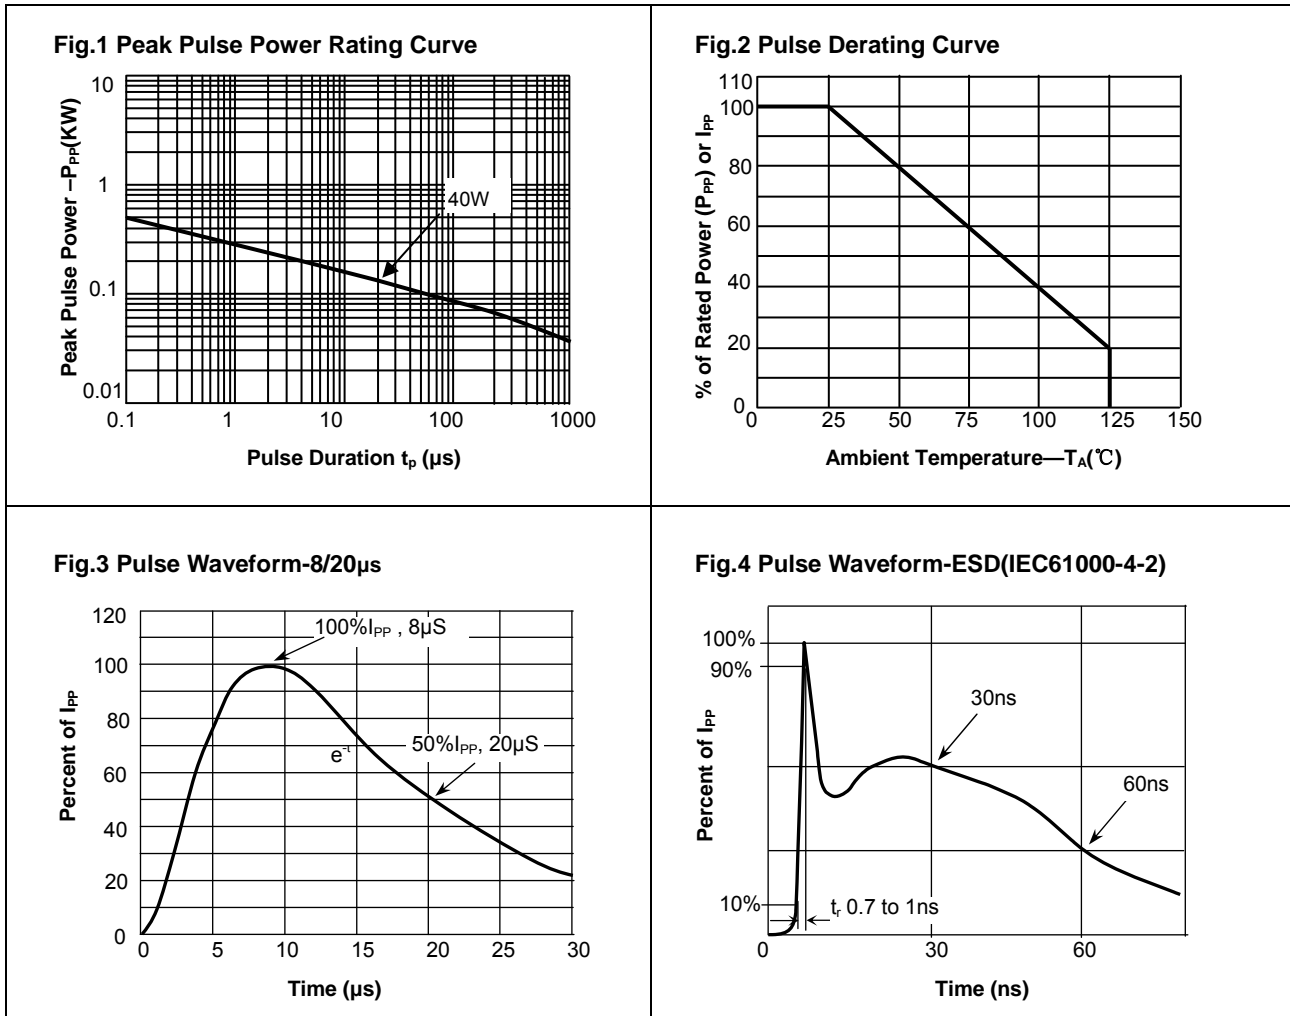 Fig.1 Peak Pulse Power Rating Curve
Peak Pulse Power –PPP(KW)
10
1
0.1
0.01
40W
0.1 1 10 100 1000
Pulse Duration tp (µs)
Fig.2 Pulse Derating Curve
% of Rated Power (PPP) or IPP
110
100
80
60
40
20
0
25 50 75 100 125 150
Ambient Temperature—TA(℃)
Fig.3 Pulse Waveform-8/20µs
Percent of IPP
120
100
80
60
40
20
0
100%IPP , 8µS
50%IPP, 20µS
e-t
0 5 10 15 20 25 30
Time (µs)
Fig.4 Pulse Waveform-ESD(IEC61000-4-2)
Percent of IPP
100%
90%
10%
30ns
60ns
tr 0.7 to 1ns
0 30 60
Time (ns)